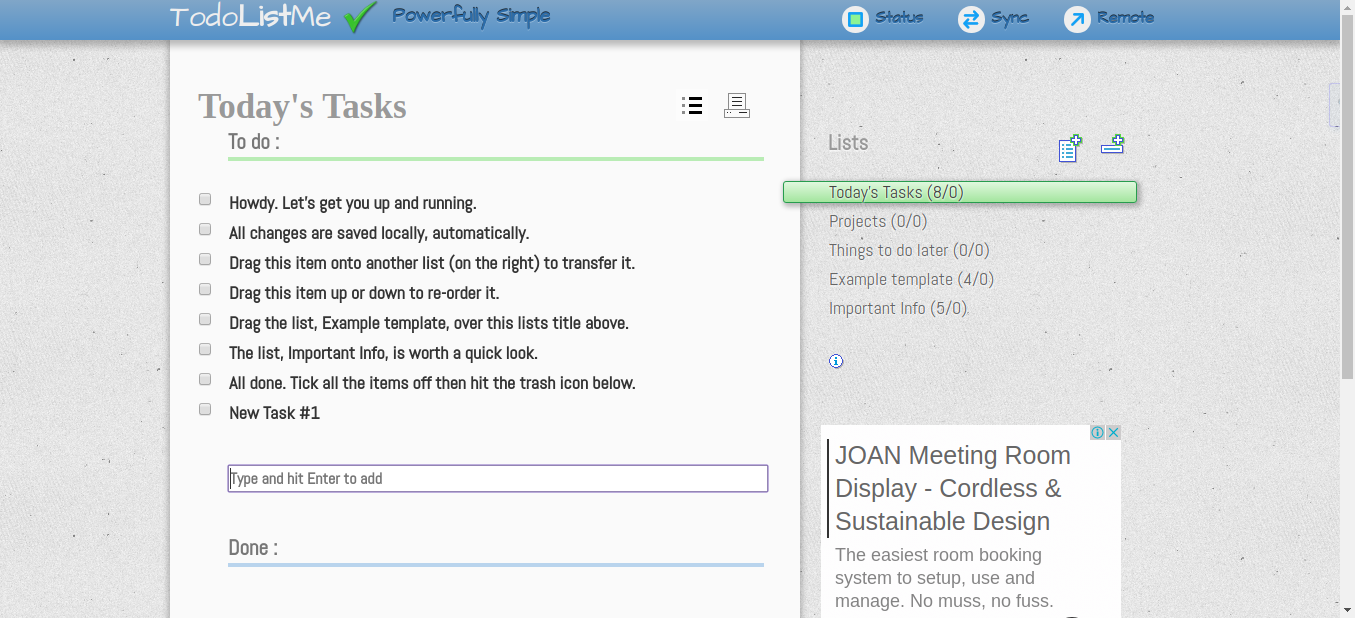 TodoListMe Powerfully Simple Status Sync Remote
Today's Tasks
To do :
Howdy. Let's get you up and running.
All changes are saved locally, automatically.
Drag this item onto another list (on the right) to transfer it.
Drag this item up or down to re-order it.
Drag the list, Example template, over this lists title above.
The list, Important Info, is worth a quick look.
All done. Tick all the items off then hit the trash icon below.
New Task #1
Type and hit Enter to add
Done :
Lists
Today's Tasks (8/0)
Projects (0/0)
Things to do later (0/0)
Example template (4/0)
Important Info (5/0)
JOAN Meeting Room
Display - Cordless &
Sustainable Design
The easiest room booking
system to setup, use and
manage. No muss, no fuss.